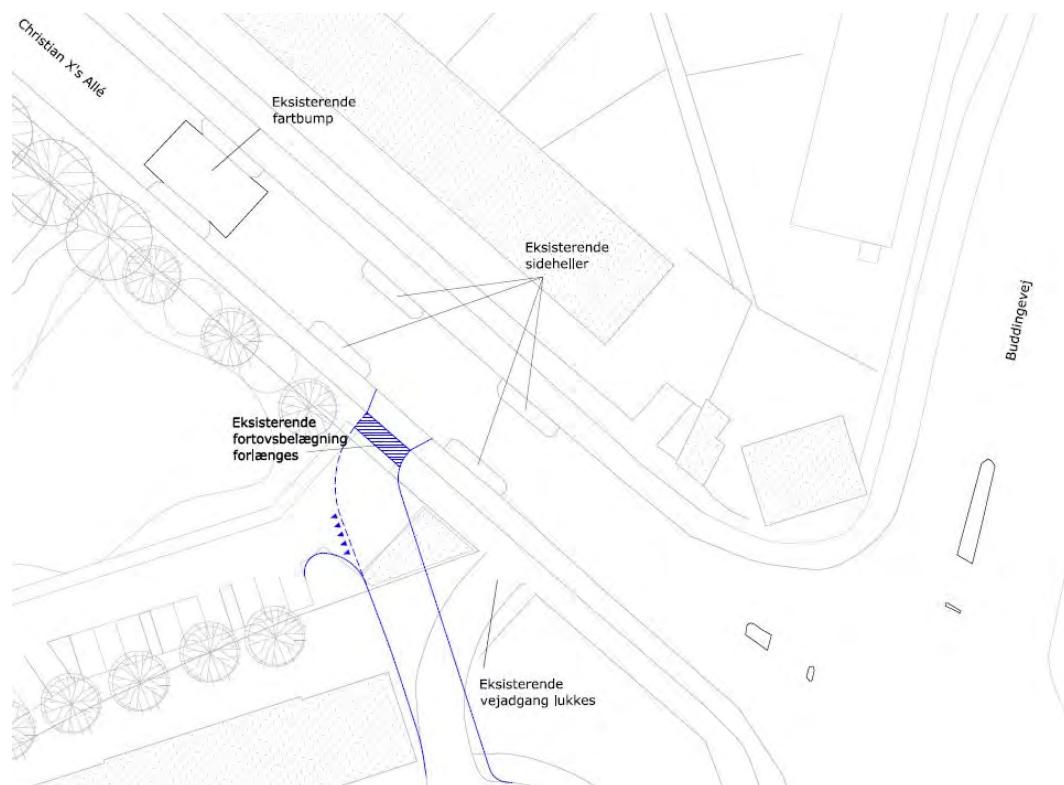 Christian X's Allé
Eksisterende
fartbump
Eksisterende
sideheller
Buddingevej
Eksisterende
fortovsbelægning
forlænges
Eksisterende
vejadgang lukkes